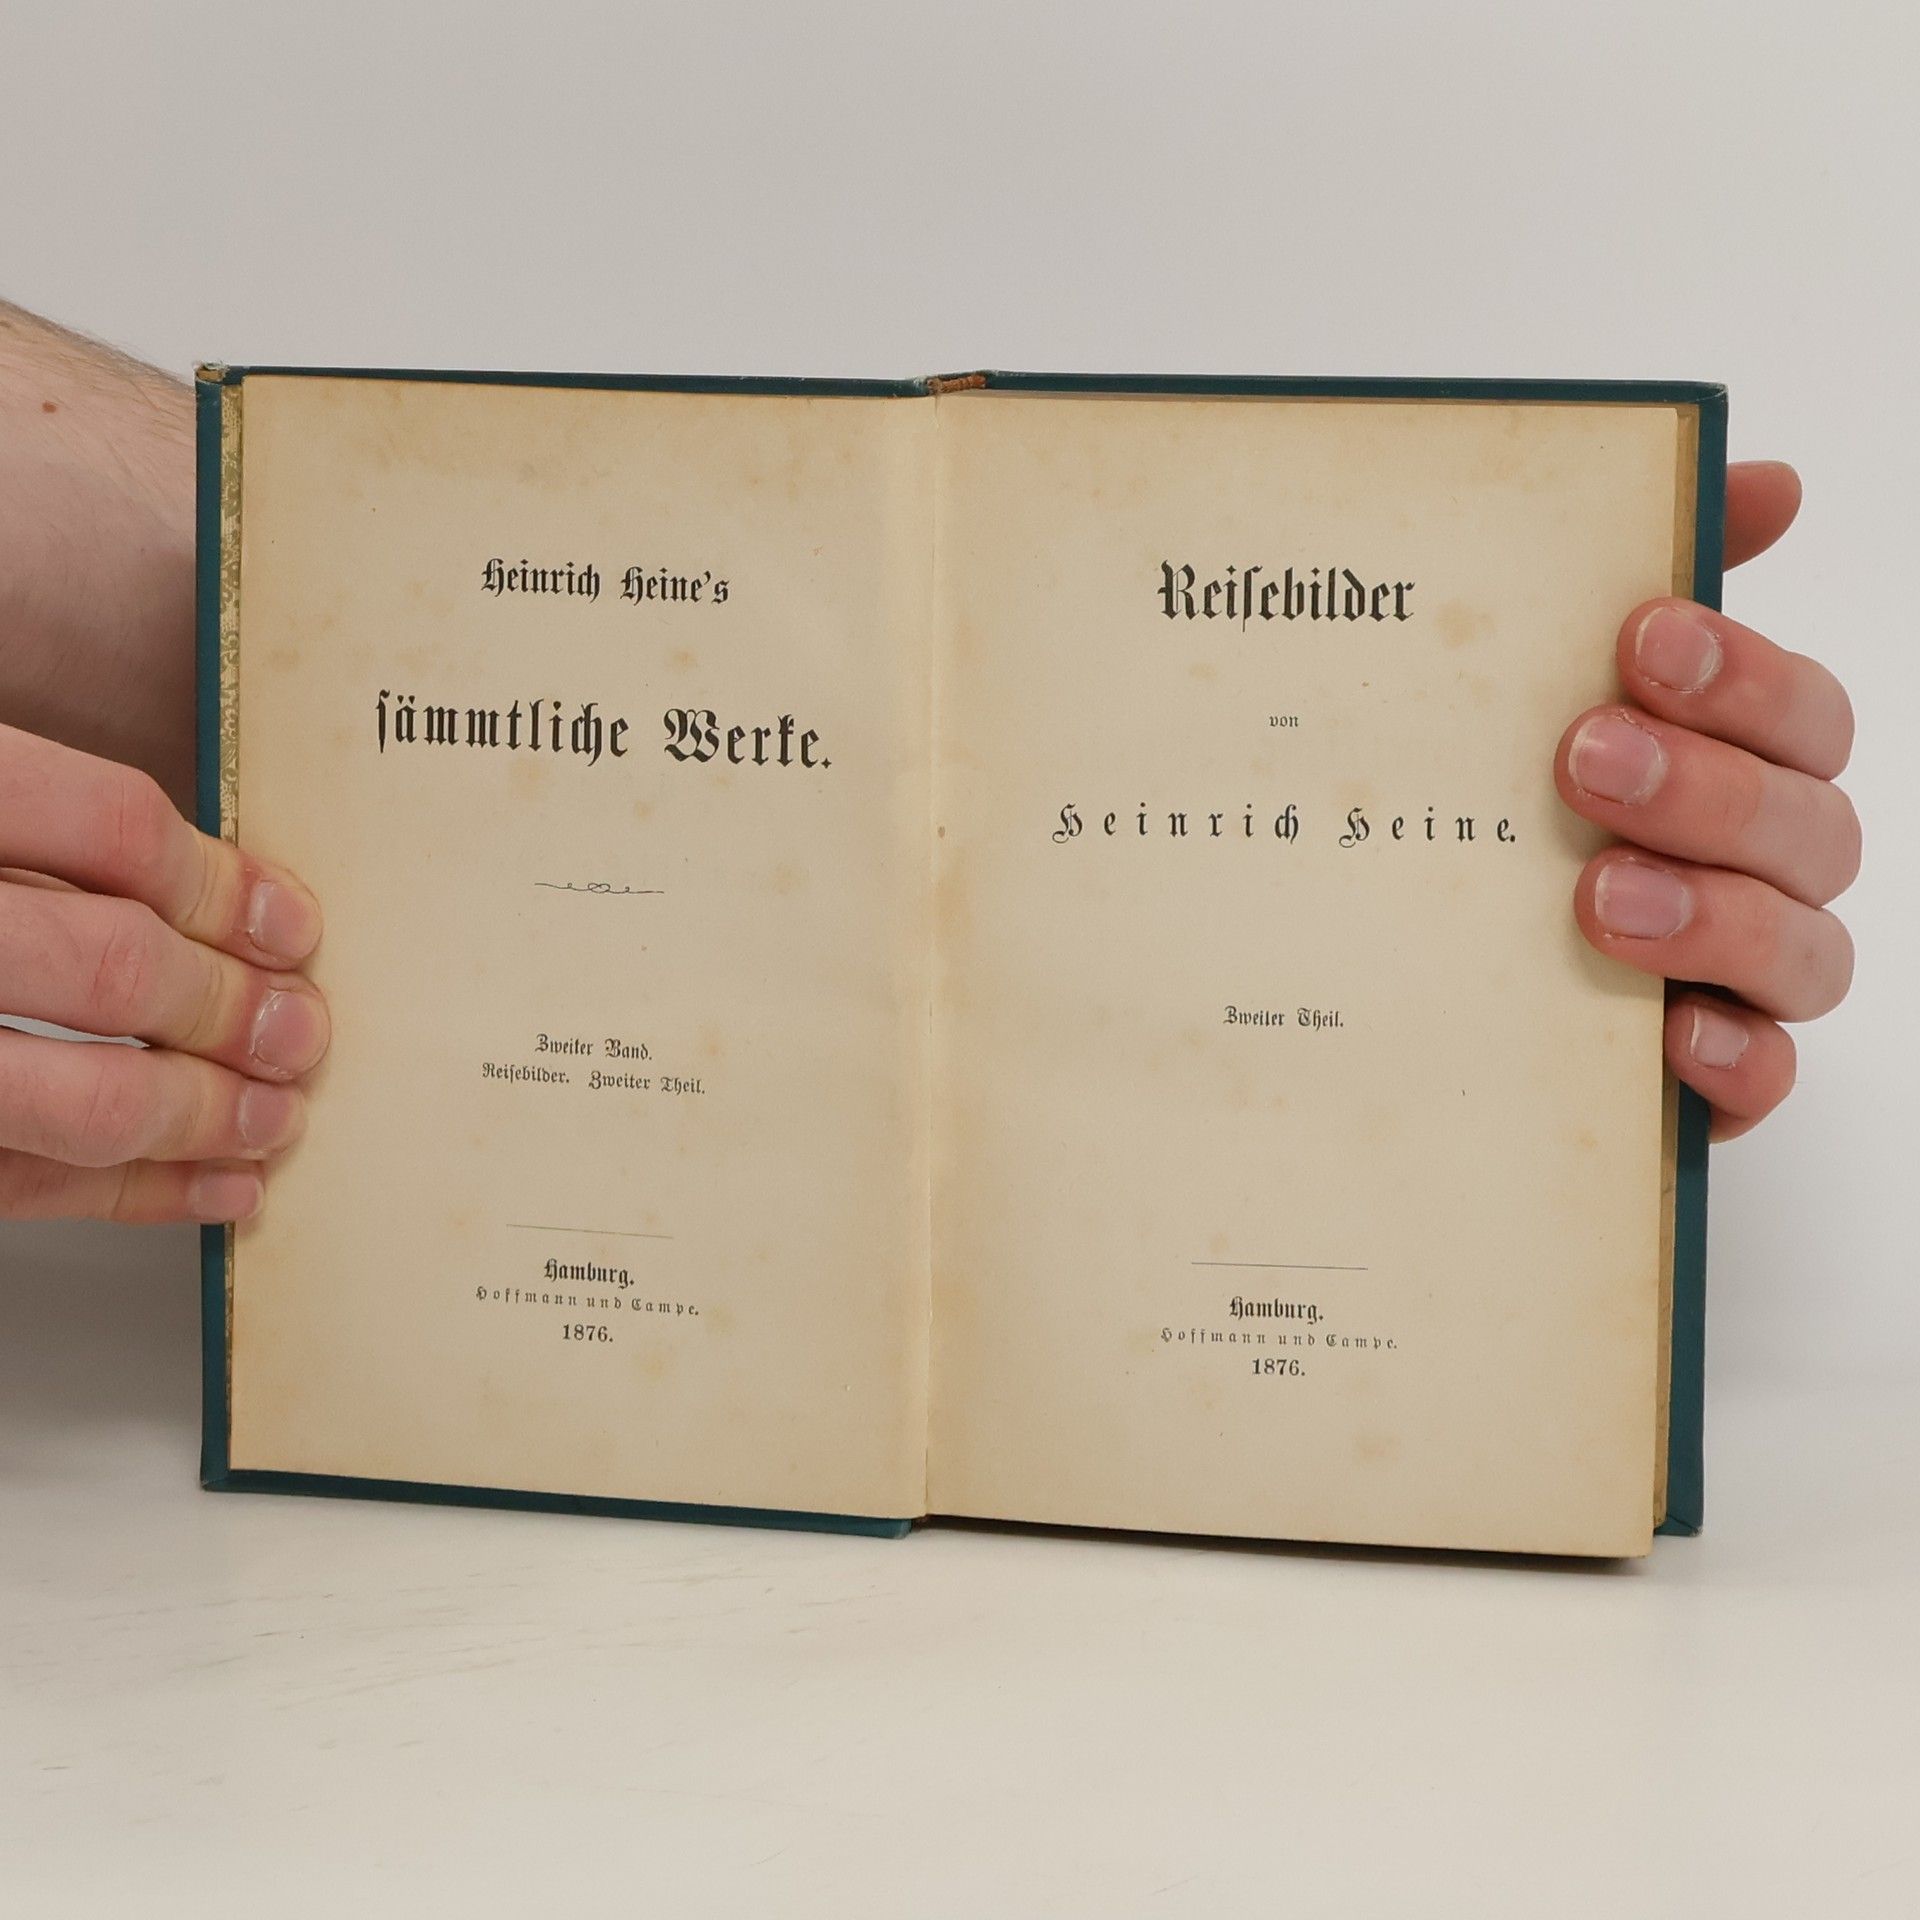 Heinrich Heine's
ſämmtliche Werke.
Zweiter Band.
Reiſebilder. Zweiter Theil.
Hamburg.
Hoffmann und Campe.
1876.
Reiſebilder
von
Heinrich Heine.
Zweiter Theil.
Hamburg.
Hoffmann und Campe.
1876.